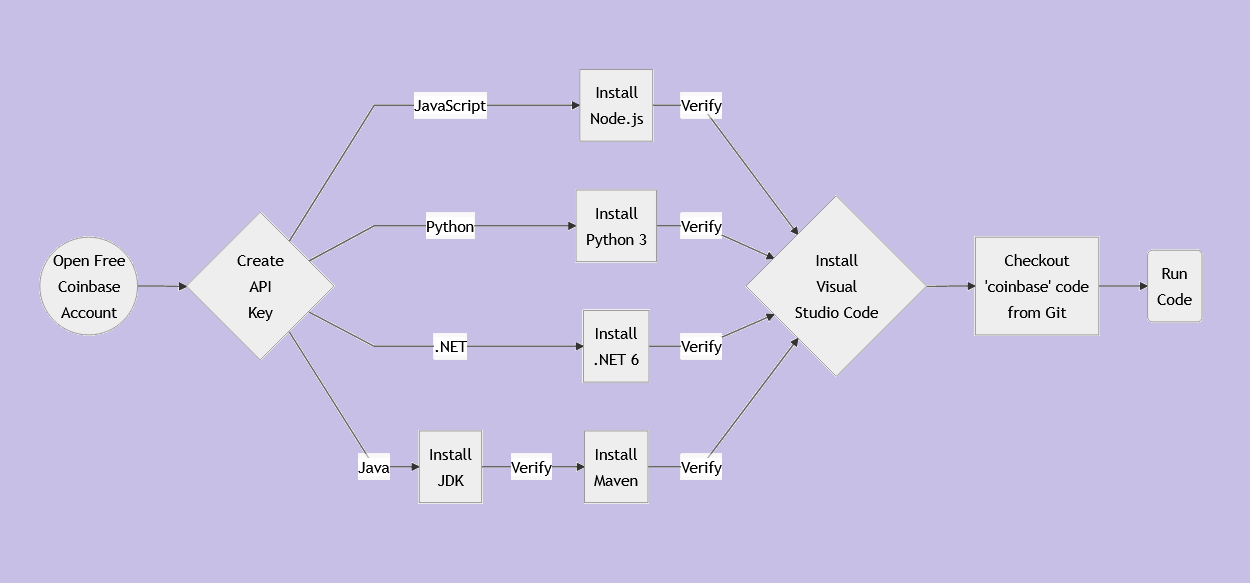 Open Free
Coinbase
Account
Create
API
Key
JavaScript
Install
Node.js
Verify
Python
Install
Python 3
Verify
.NET
Install
.NET 6
Verify
Java
Install
JDK
Verify
Install
Maven
Verify
Install
Visual
Studio Code
Checkout
'coinbase' code
from Git
Run
Code